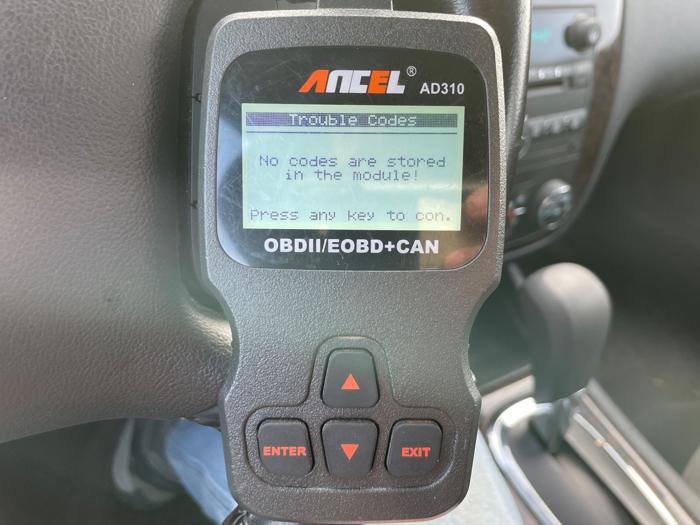 ANCEL®
AD310
Trouble Codes
No codes are stored
in the module!
Press any key to con.
OBDII/EOBD+CAN
ENTER
EXIT